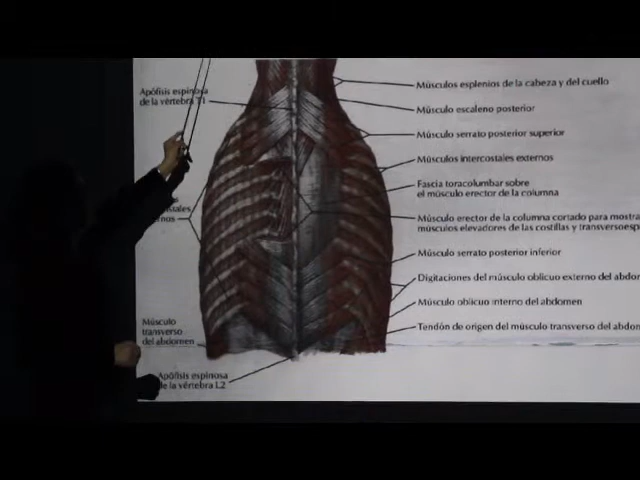 Apófisis espinosa
de la vértebra T1
Músculos esplenios de la cabeza y del cuello
Músculo escaleno posterior
Músculo serrato posterior superior
Músculos intercostales externos
Fascia toracolumbar sobre
el músculo erector de la columna
Músculo erector de la columna cortado para mostra
músculos elevadores de las costillas y transversoesp
Músculo serrato posterior inferior
Digitaciones del músculo oblicuo externo del abdo
Músculo oblicuo interno del abdomen
Tendón de origen del músculo transverso del abdon
Músculo
transverso
del abdomen
Apófisis espinosa
de la vértebra L2